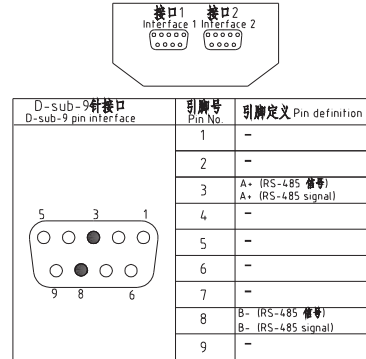 接口1 接口2
Interface 1 Interface 2
D-sub-9针接口 引脚号 引脚定义 Pin definition
D-sub-9 pin interface Pin No.
1 -
2 -
3 A+ (RS-485 信号)
A+ (RS-485 signal)
4 -
5 -
6 -
7 -
8 B- (RS-485 信号)
B- (RS-485 signal)
9 -
5 3 1
9 8 6